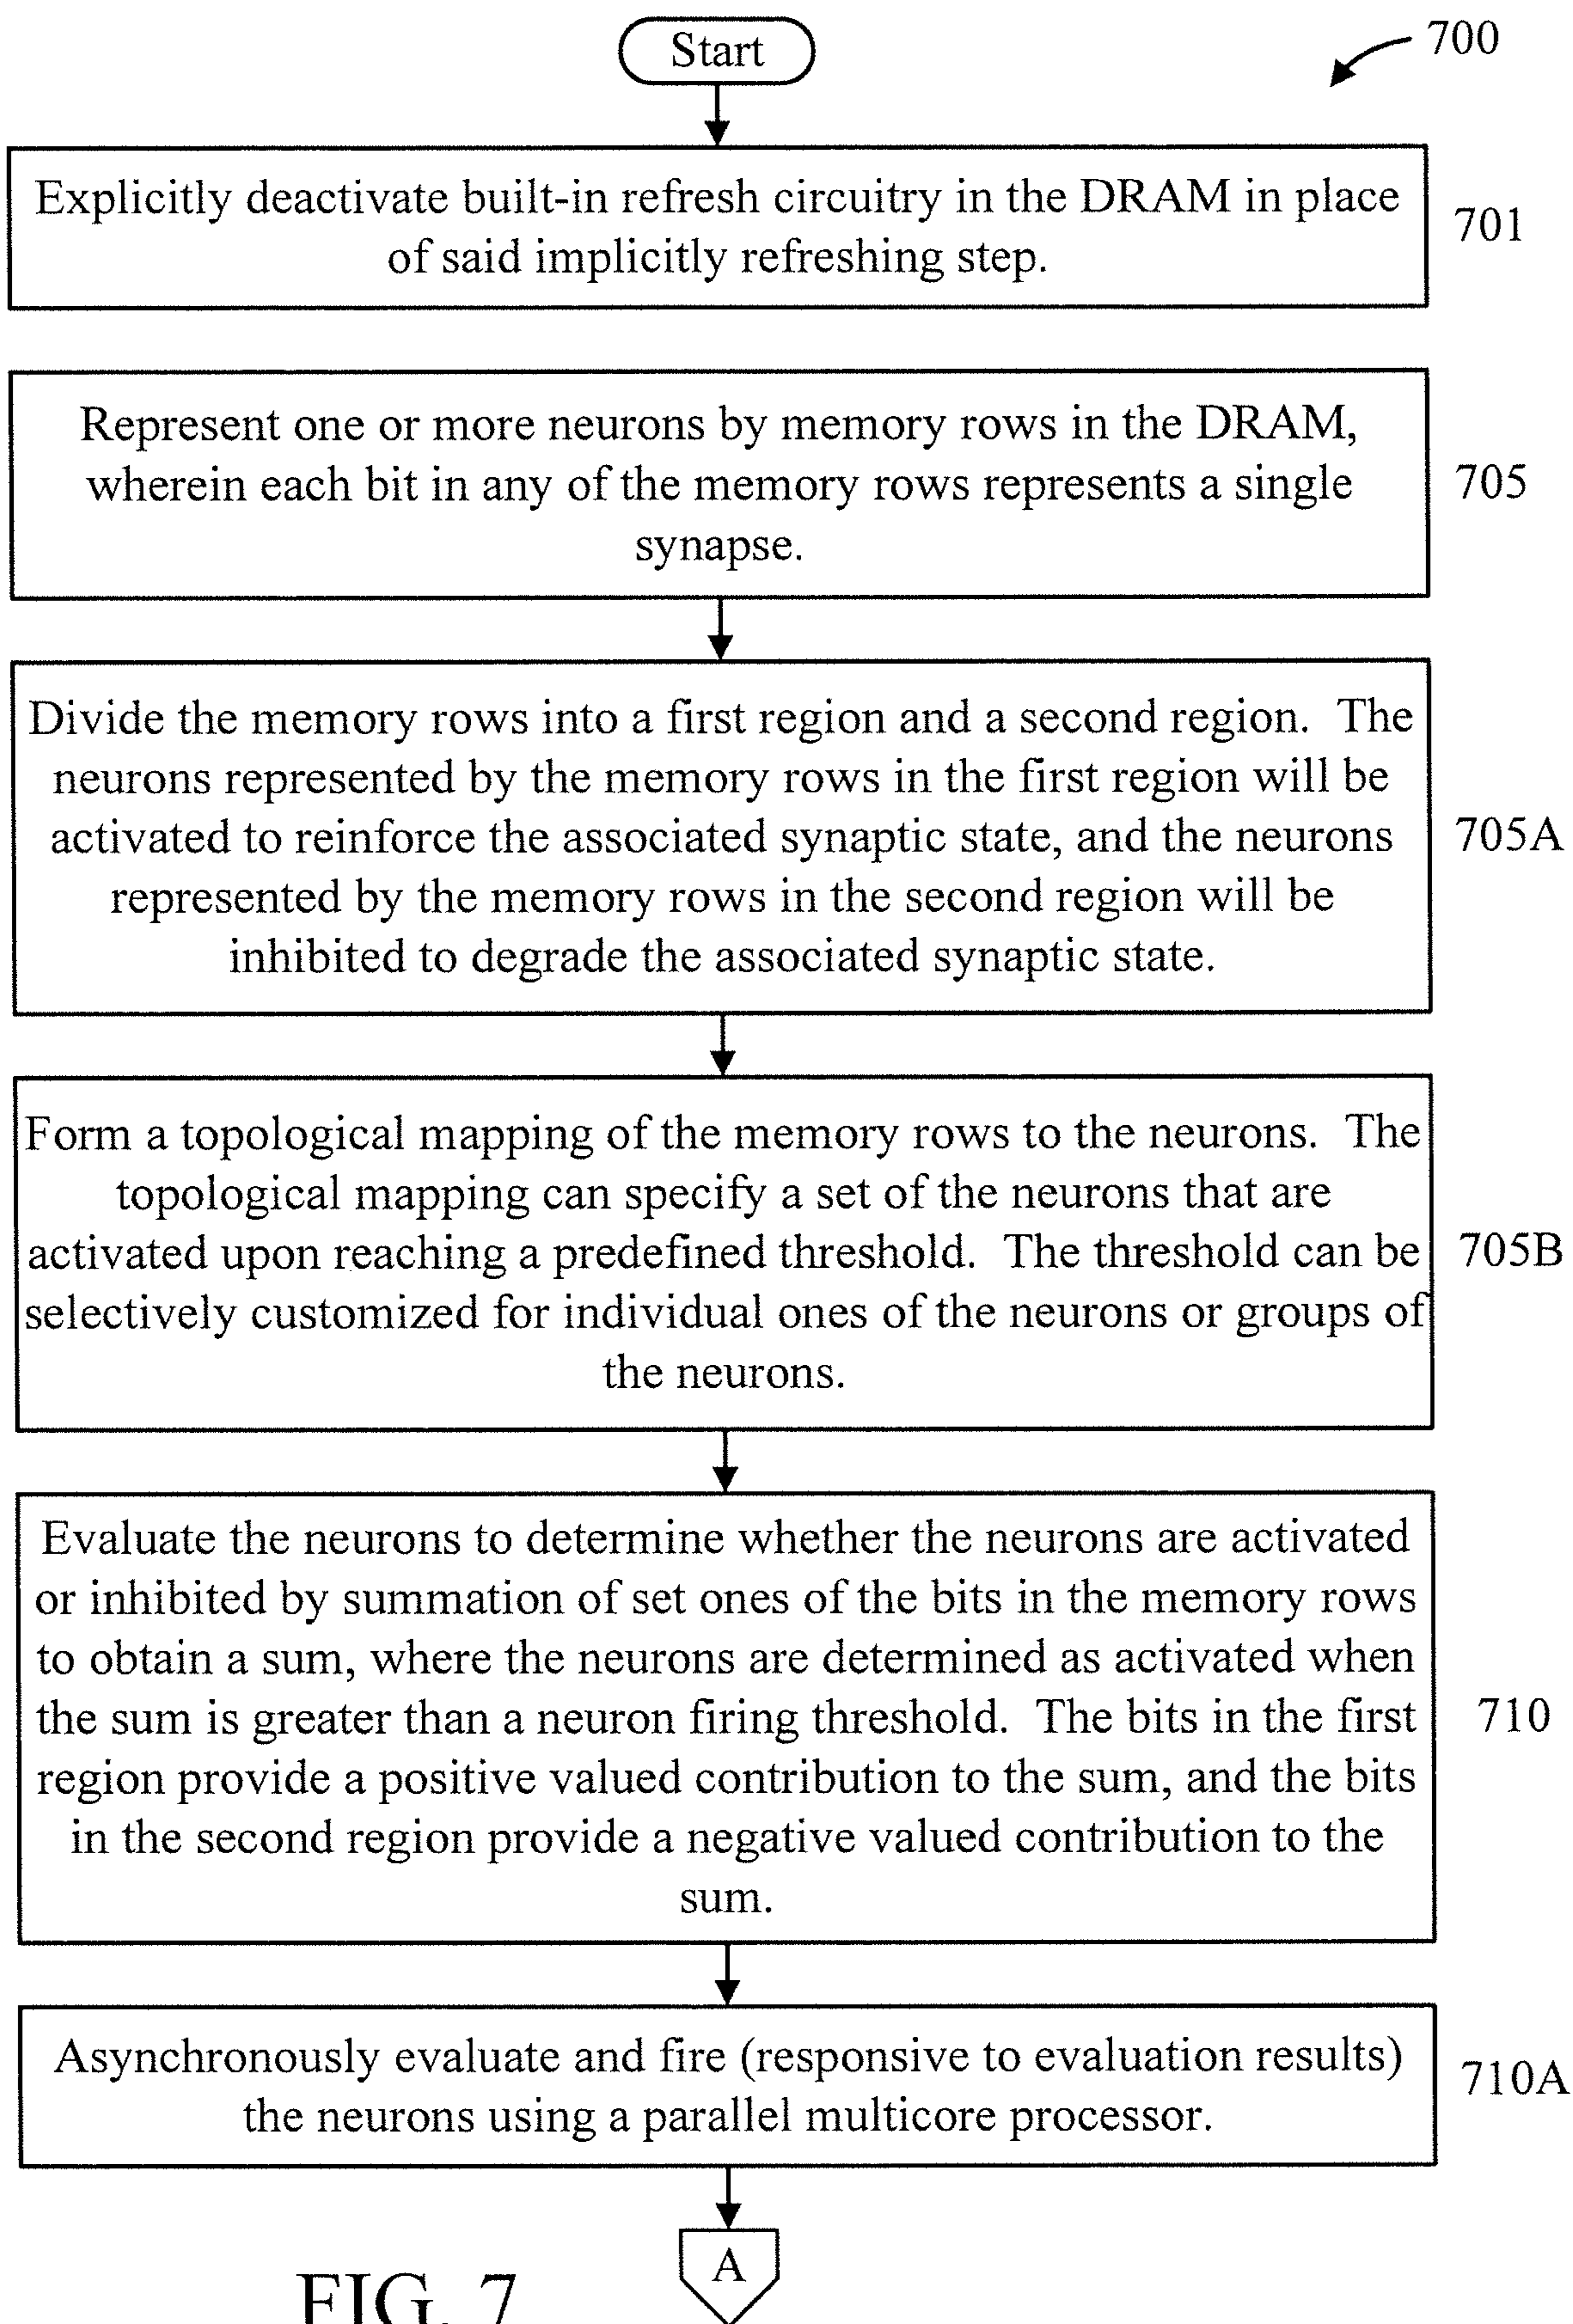 Start
700
Explicitly deactivate built-in refresh circuitry in the DRAM in place
of said implicitly refreshing step.
701
Represent one or more neurons by memory rows in the DRAM,
wherein each bit in any of the memory rows represents a single
synapse.
705
Divide the memory rows into a first region and a second region.  The
neurons represented by the memory rows in the first region will be
activated to reinforce the associated synaptic state, and the neurons
represented by the memory rows in the second region will be
inhibited to degrade the associated synaptic state.
705A
Form a topological mapping of the memory rows to the neurons.  The
topological mapping can specify a set of the neurons that are
activated upon reaching a predefined threshold.  The threshold can be
selectively customized for individual ones of the neurons or groups of
the neurons.
705B
Evaluate the neurons to determine whether the neurons are activated
or inhibited by summation of set ones of the bits in the memory rows
to obtain a sum, where the neurons are determined as activated when
the sum is greater than a neuron firing threshold.  The bits in the first
region provide a positive valued contribution to the sum, and the bits
in the second region provide a negative valued contribution to the
sum.
710
Asynchronously evaluate and fire (responsive to evaluation results)
the neurons using a parallel multicore processor.
710A
A
FIG. 7